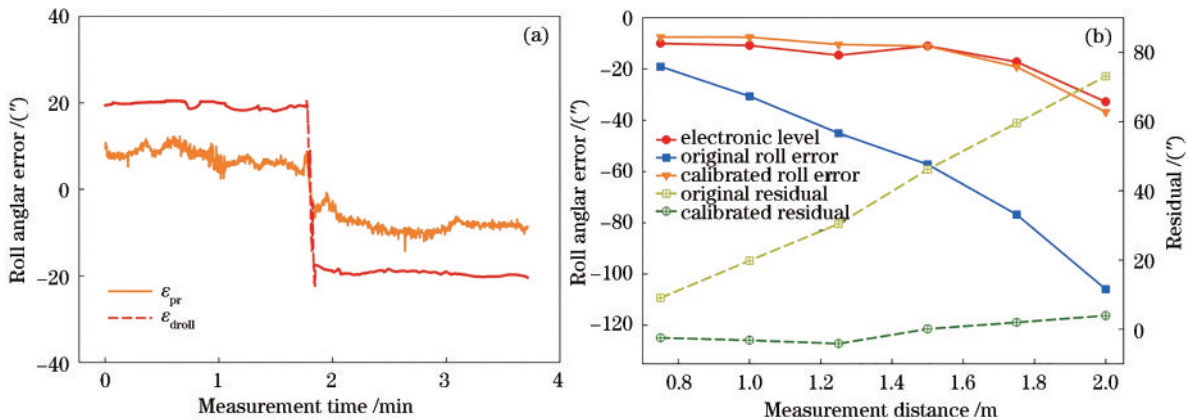 (a)
40
20
0
−20
−40
Roll anglar error /(″)
ε_pr
ε_droll
0
1
2
3
4
Measurement time /min
(b)
0
−20
−40
−60
−80
−100
−120
Roll anglar error /(″)
electronic level
original roll error
calibrated roll error
original residual
calibrated residual
80
60
40
20
0
Residual /(″)
0.8
1.0
1.2
1.4
1.6
1.8
2.0
Measurement distance /m